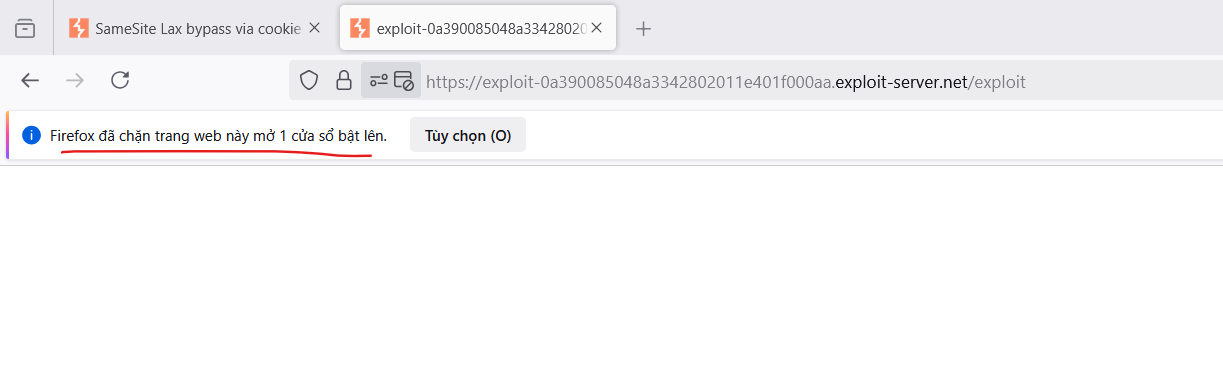 SameSite Lax bypass via cookie
exploit-0a390085048a33428020
https://exploit-0a390085048a3342802011e401f000aa.exploit-server.net/exploit
Firefox đã chặn trang web này mở 1 cửa sổ bật lên.
Tùy chọn (O)